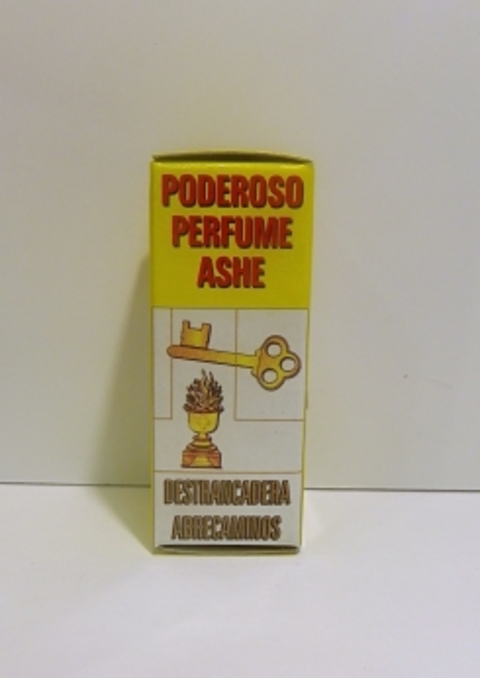 PODEROSO
PERFUME
ASHE
DESTRANCADERA
ABRECAMINOS